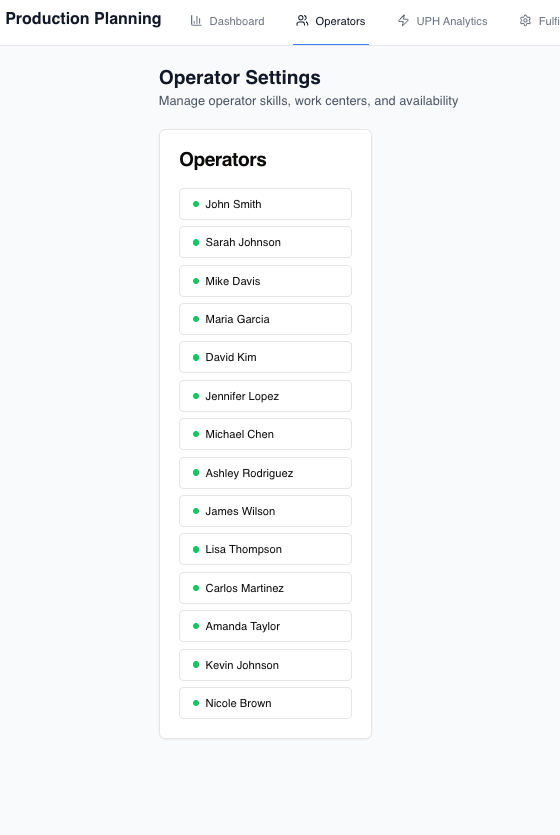 Production Planning Dashboard Operators UPH Analytics Fulfi
Operator Settings
Manage operator skills, work centers, and availability
Operators
John Smith
Sarah Johnson
Mike Davis
Maria Garcia
David Kim
Jennifer Lopez
Michael Chen
Ashley Rodriguez
James Wilson
Lisa Thompson
Carlos Martinez
Amanda Taylor
Kevin Johnson
Nicole Brown